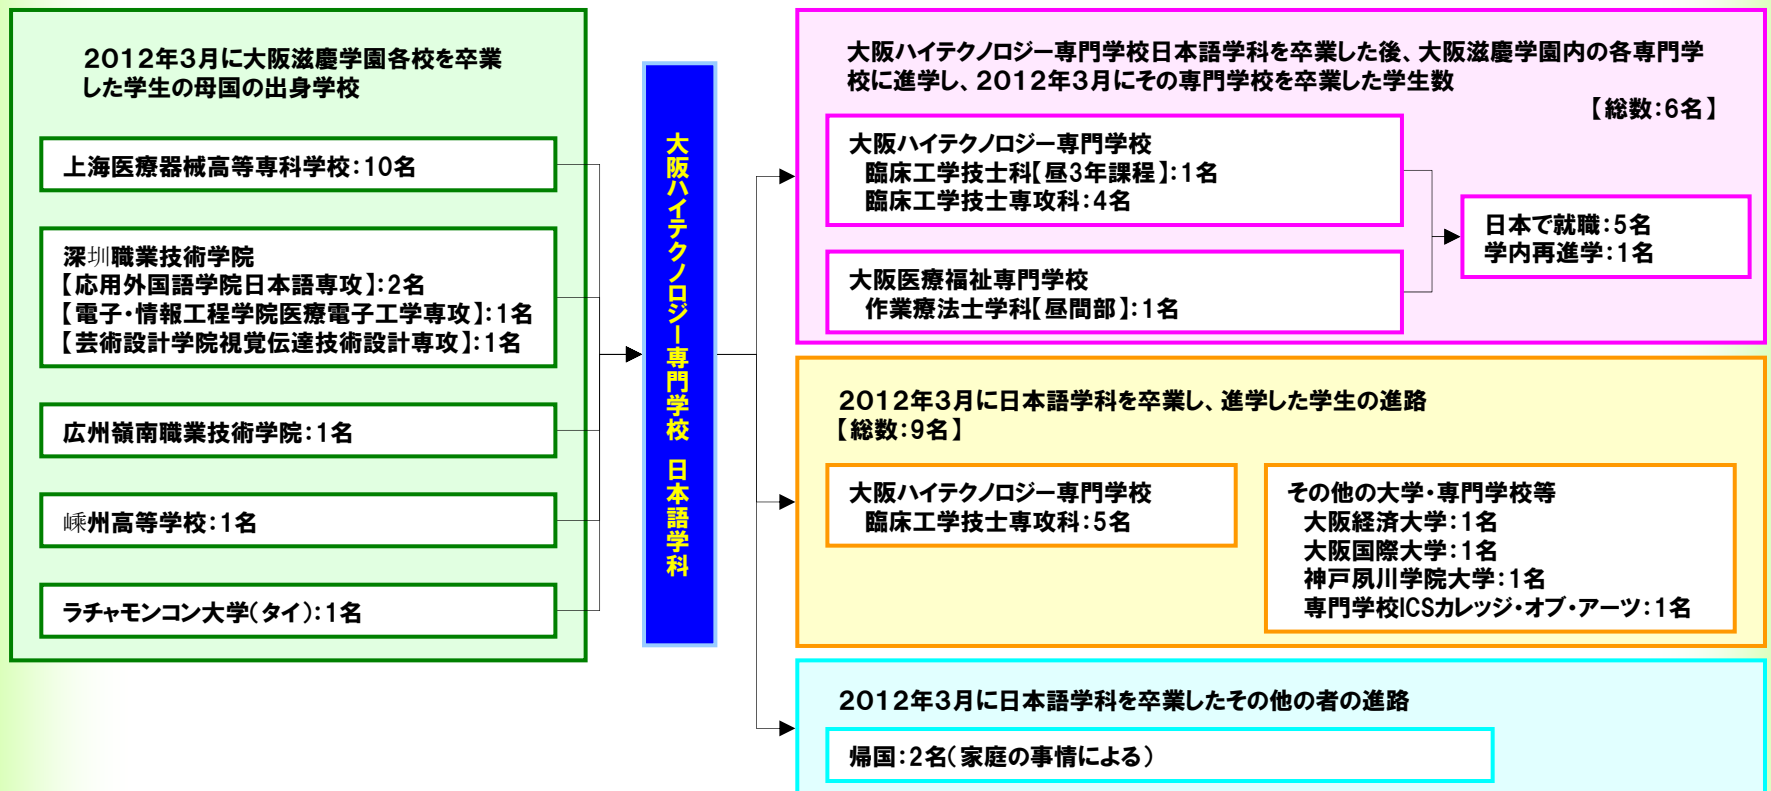 2012年3月に大阪滋慶学園各校を卒業
した学生の母国の出身学校
上海医療器械高等専科学校:10名
深圳職業技術学院
【応用外国語学院日本語専攻】:2名
【電子・情報工程学院医療電子工学専攻】:1名
【芸術設計学院視覚伝達技術設計専攻】:1名
広州嶺南職業技術学院:1名
嵊州高等学校:1名
ラチャモンコン大学(タイ):1名
大阪ハイテクノロジー専門学校 日本語学科
大阪ハイテクノロジー専門学校日本語学科を卒業した後、大阪滋慶学園内の各専門学
校に進学し、2012年3月にその専門学校を卒業した学生数
【総数:6名】
大阪ハイテクノロジー専門学校
臨床工学技士科【昼3年課程】:1名
臨床工学技士専攻科:4名
大阪医療福祉専門学校
作業療法士学科【昼間部】:1名
日本で就職:5名
学内再進学:1名
2012年3月に日本語学科を卒業し、進学した学生の進路
【総数:9名】
大阪ハイテクノロジー専門学校
臨床工学技士専攻科:5名
その他の大学・専門学校等
大阪経済大学:1名
大阪国際大学:1名
神戸夙川学院大学:1名
専門学校ICSカレッジ・オブ・アーツ:1名
2012年3月に日本語学科を卒業したその他の者の進路
帰国:2名(家庭の事情による)